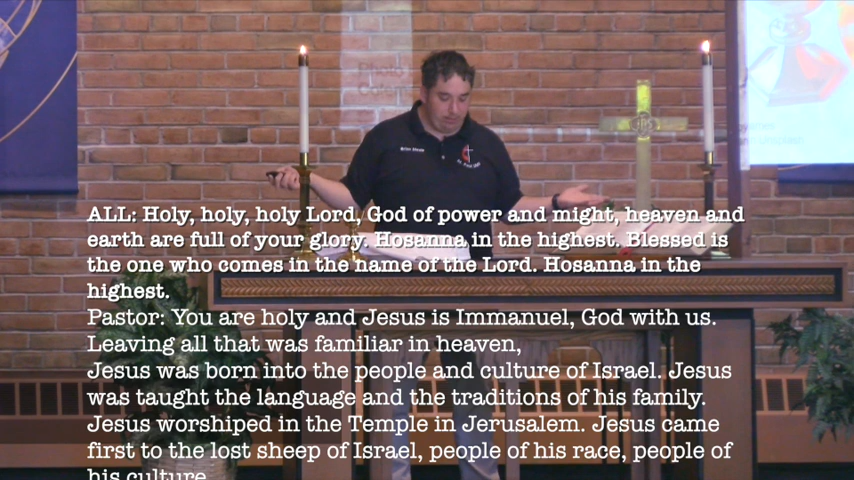 ALL: Holy, holy, holy Lord, God of power and might, heaven and
earth are full of your glory. Hosanna in the highest. Blessed is
the one who comes in the name of the Lord. Hosanna in the
highest.
Pastor: You are holy and Jesus is Immanuel, God with us.
Leaving all that was familiar in heaven,
Jesus was born into the people and culture of Israel. Jesus
was taught the language and the traditions of his family.
Jesus worshiped in the Temple in Jerusalem. Jesus came
first to the lost sheep of Israel, people of his race, people of
his culture